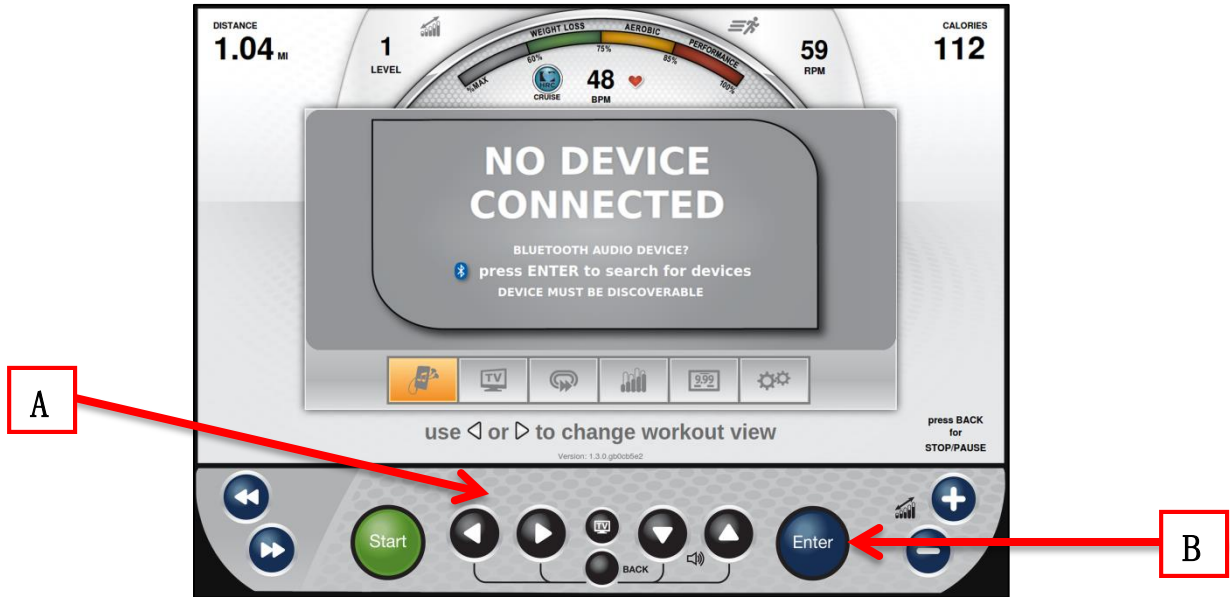 DISTANCE
1.04 MI
1
LEVEL
WEIGHT LOSS
AEROBIC
PERFORMANCE
%MAX
60%
75%
85%
100%
HRC
CRUISE
48
BPM
59
RPM
CALORIES
112
NO DEVICE
CONNECTED
BLUETOOTH AUDIO DEVICE?
press ENTER to search for devices
DEVICE MUST BE DISCOVERABLE
TV
9.99
A
use ◁ or ▷ to change workout view
Version: 1.3.0.gb0cb5e2
press BACK
for
STOP/PAUSE
Start
TV
BACK
Enter
B